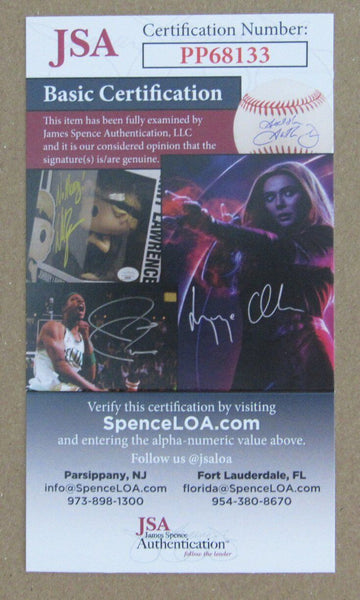 JSA
Certification Number:
PP68133
Basic Certification
This item has been fully examined by
James Spence Authentication, LLC
and it is our considered opinion that the
signature(s) is/are genuine.
LAWRENCE
Verify this certification by visiting
SpenceLOA.com
and entering the alpha-numeric value above.
Follow us @jsaloa
Parsippany, NJ
info@SpenceLOA.com
973-898-1300
Fort Lauderdale, FL
florida@SpenceLOA.com
954-380-8670
JSA
James Spence
Authentication
follow the leader